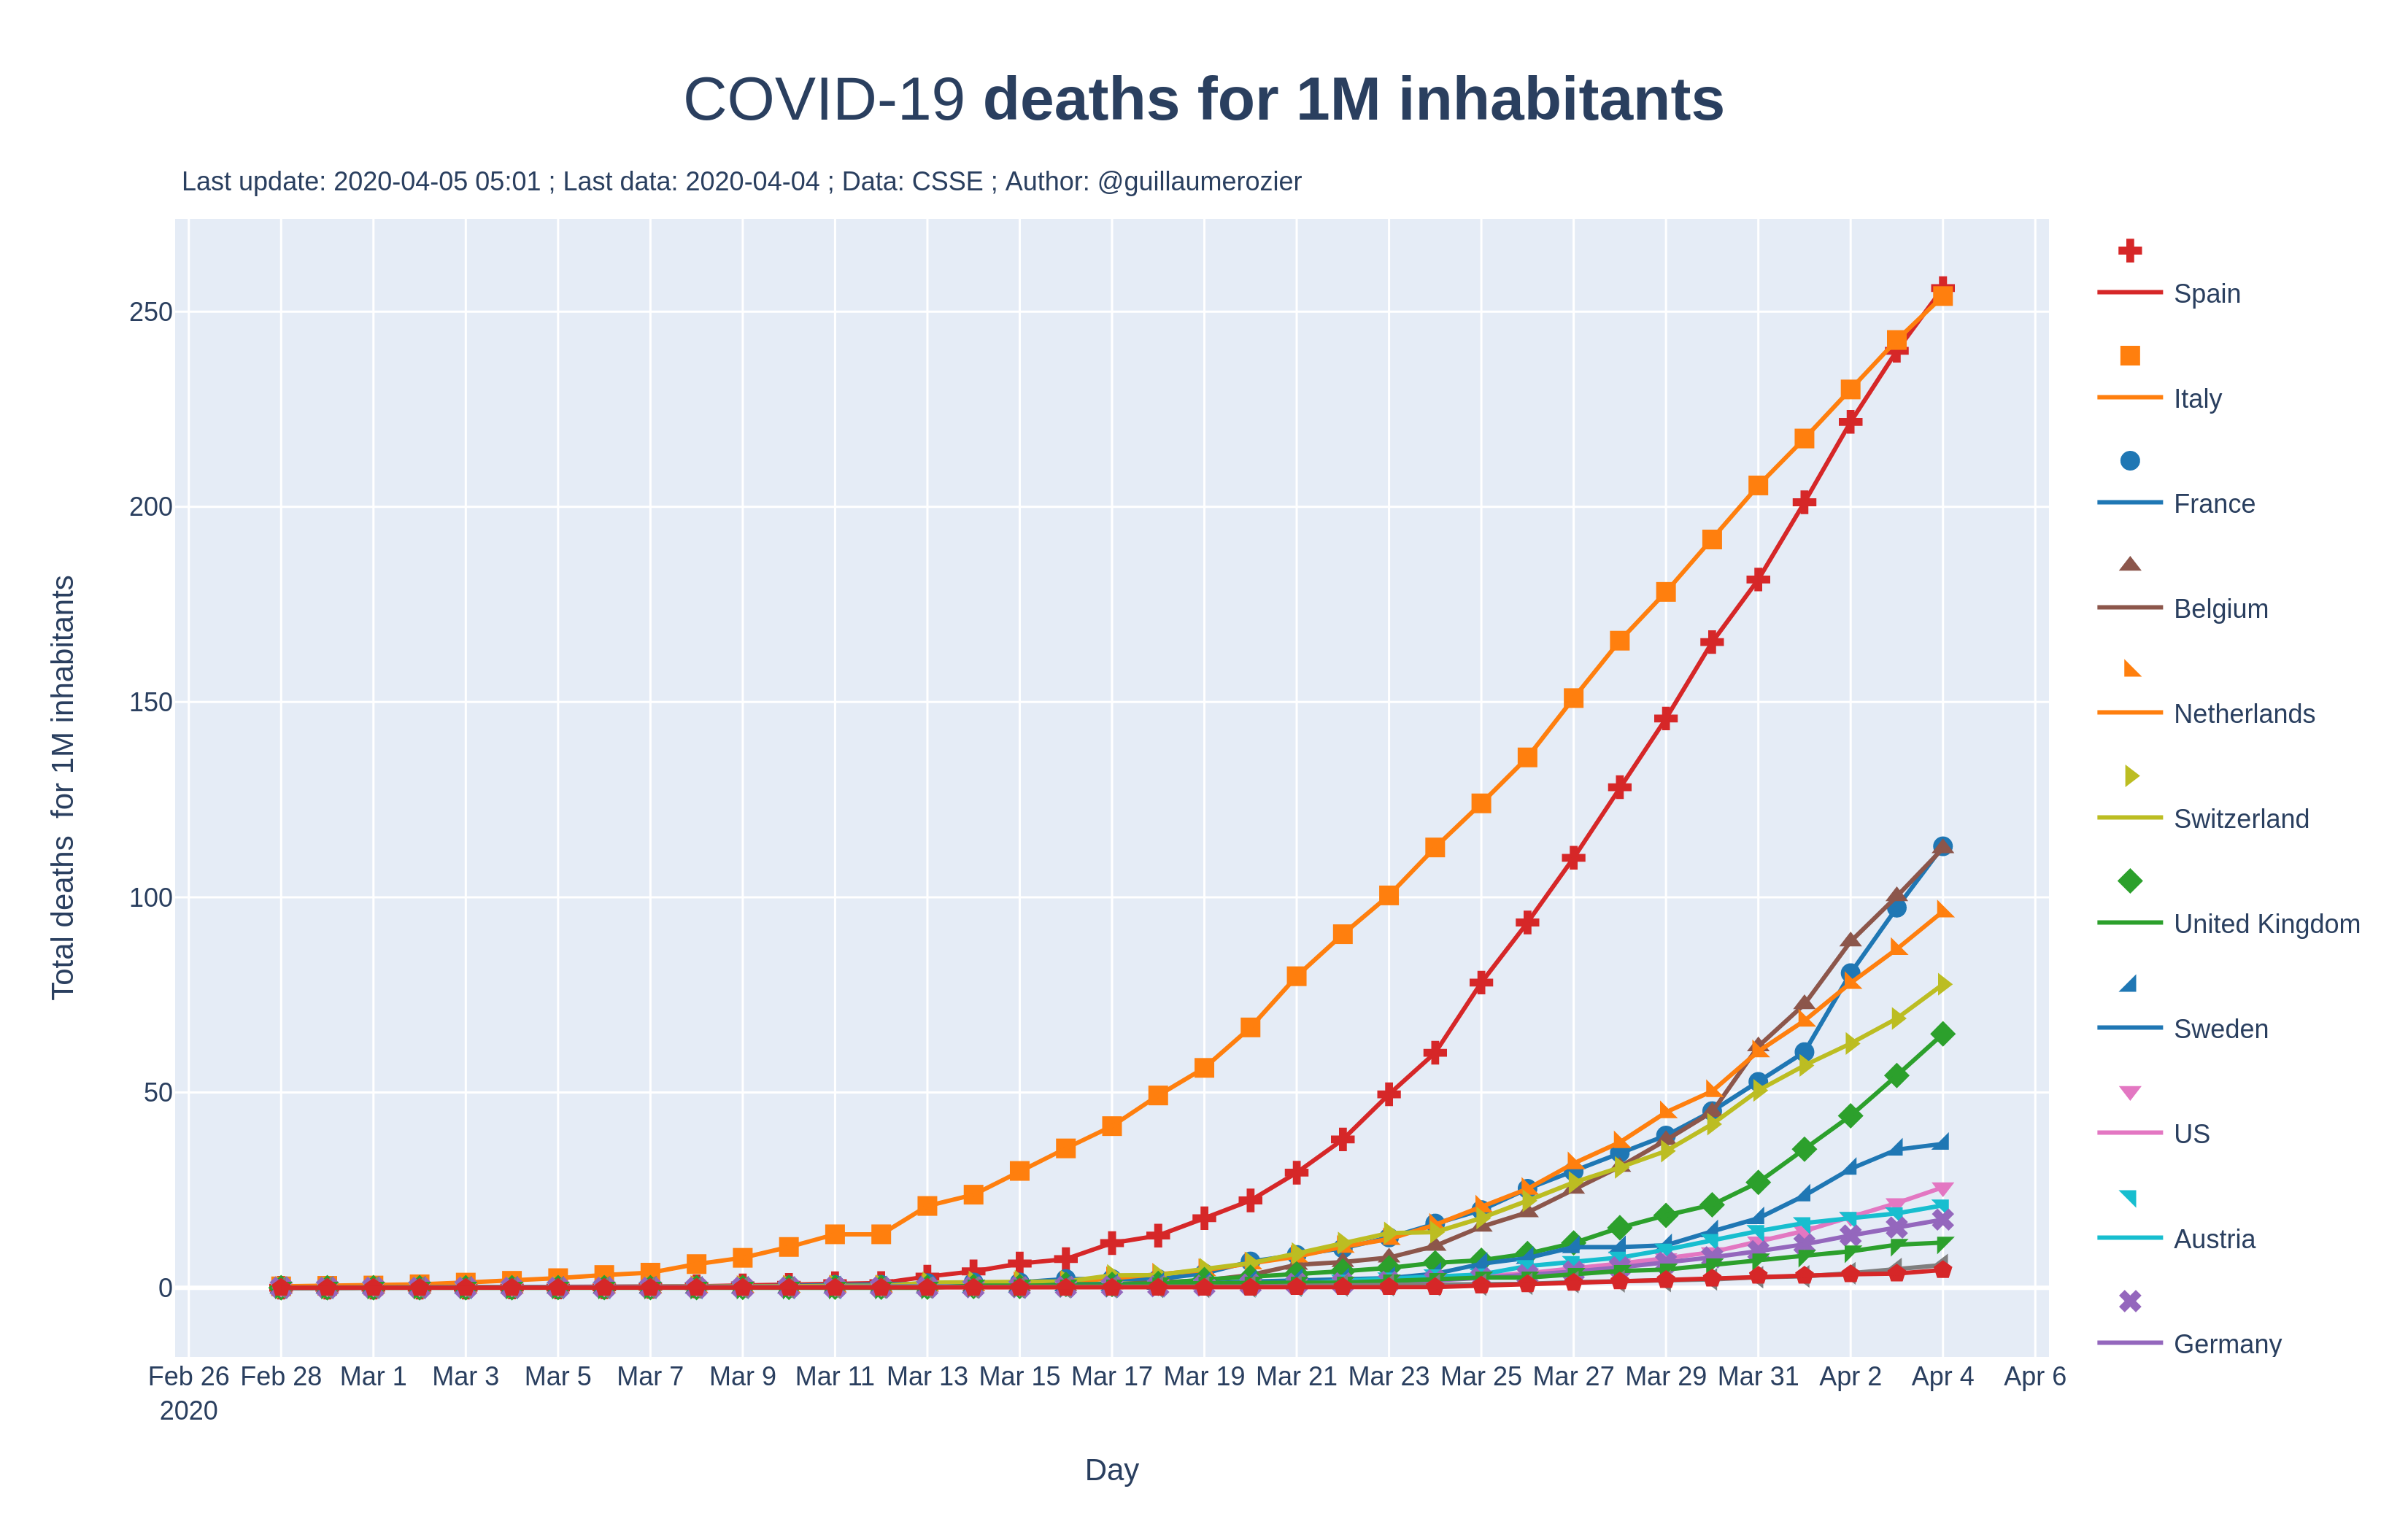 COVID-19 deaths for 1M inhabitants
Last update: 2020-04-05 05:01 ; Last data: 2020-04-04 ; Data: CSSE ; Author: @guillaumerozier
Total deaths for 1M inhabitants
250
200
150
100
50
0
Feb 26 Feb 28 Mar 1 Mar 3 Mar 5 Mar 7 Mar 9 Mar 11 Mar 13 Mar 15 Mar 17 Mar 19 Mar 21 Mar 23 Mar 25 Mar 27 Mar 29 Mar 31 Apr 2 Apr 4 Apr 6
2020
Day
Spain
Italy
France
Belgium
Netherlands
Switzerland
United Kingdom
Sweden
US
Austria
Germany